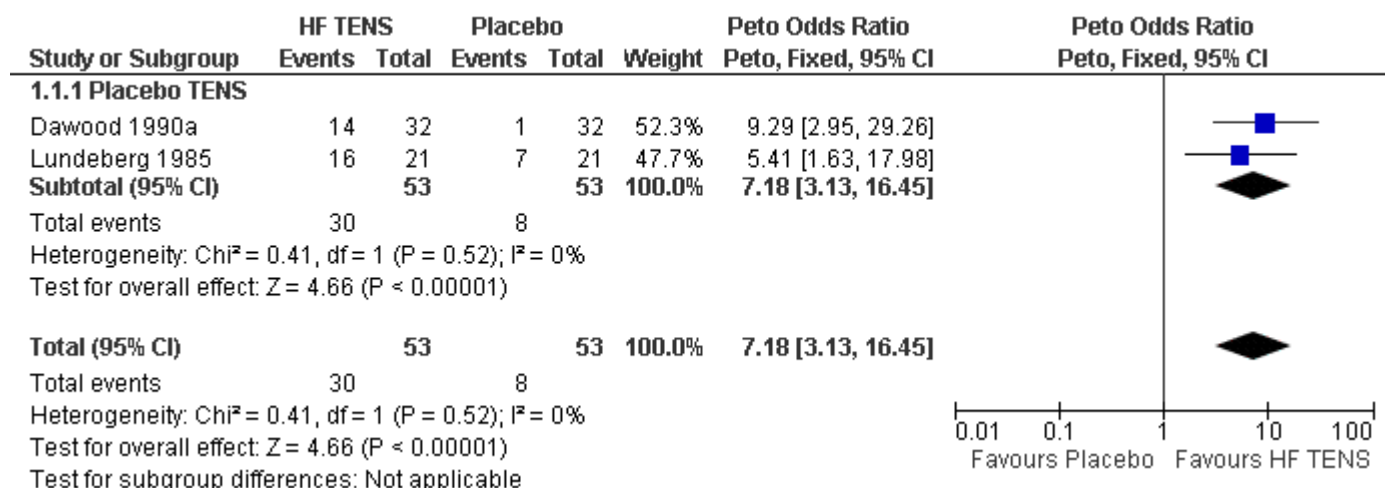 HF TENS Placebo Peto Odds Ratio Peto Odds Ratio
Study or Subgroup Events Total Events Total Weight Peto, Fixed, 95% CI Peto, Fixed, 95% CI
1.1.1 Placebo TENS
Dawood 1990a 14 32 1 32 52.3% 9.29 [2.95, 29.26]
Lundeberg 1985 16 21 7 21 47.7% 5.41 [1.63, 17.98]
Subtotal (95% CI) 53 53 100.0% 7.18 [3.13, 16.45]
Total events 30 8
Heterogeneity: Chi² = 0.41, df = 1 (P = 0.52); I² = 0%
Test for overall effect: Z = 4.66 (P < 0.00001)
Total (95% CI) 53 53 100.0% 7.18 [3.13, 16.45]
Total events 30 8
Heterogeneity: Chi² = 0.41, df = 1 (P = 0.52); I² = 0%
Test for overall effect: Z = 4.66 (P < 0.00001)
Test for subgroup differences: Not applicable
0.01 0.1 1 10 100
Favours Placebo Favours HF TENS